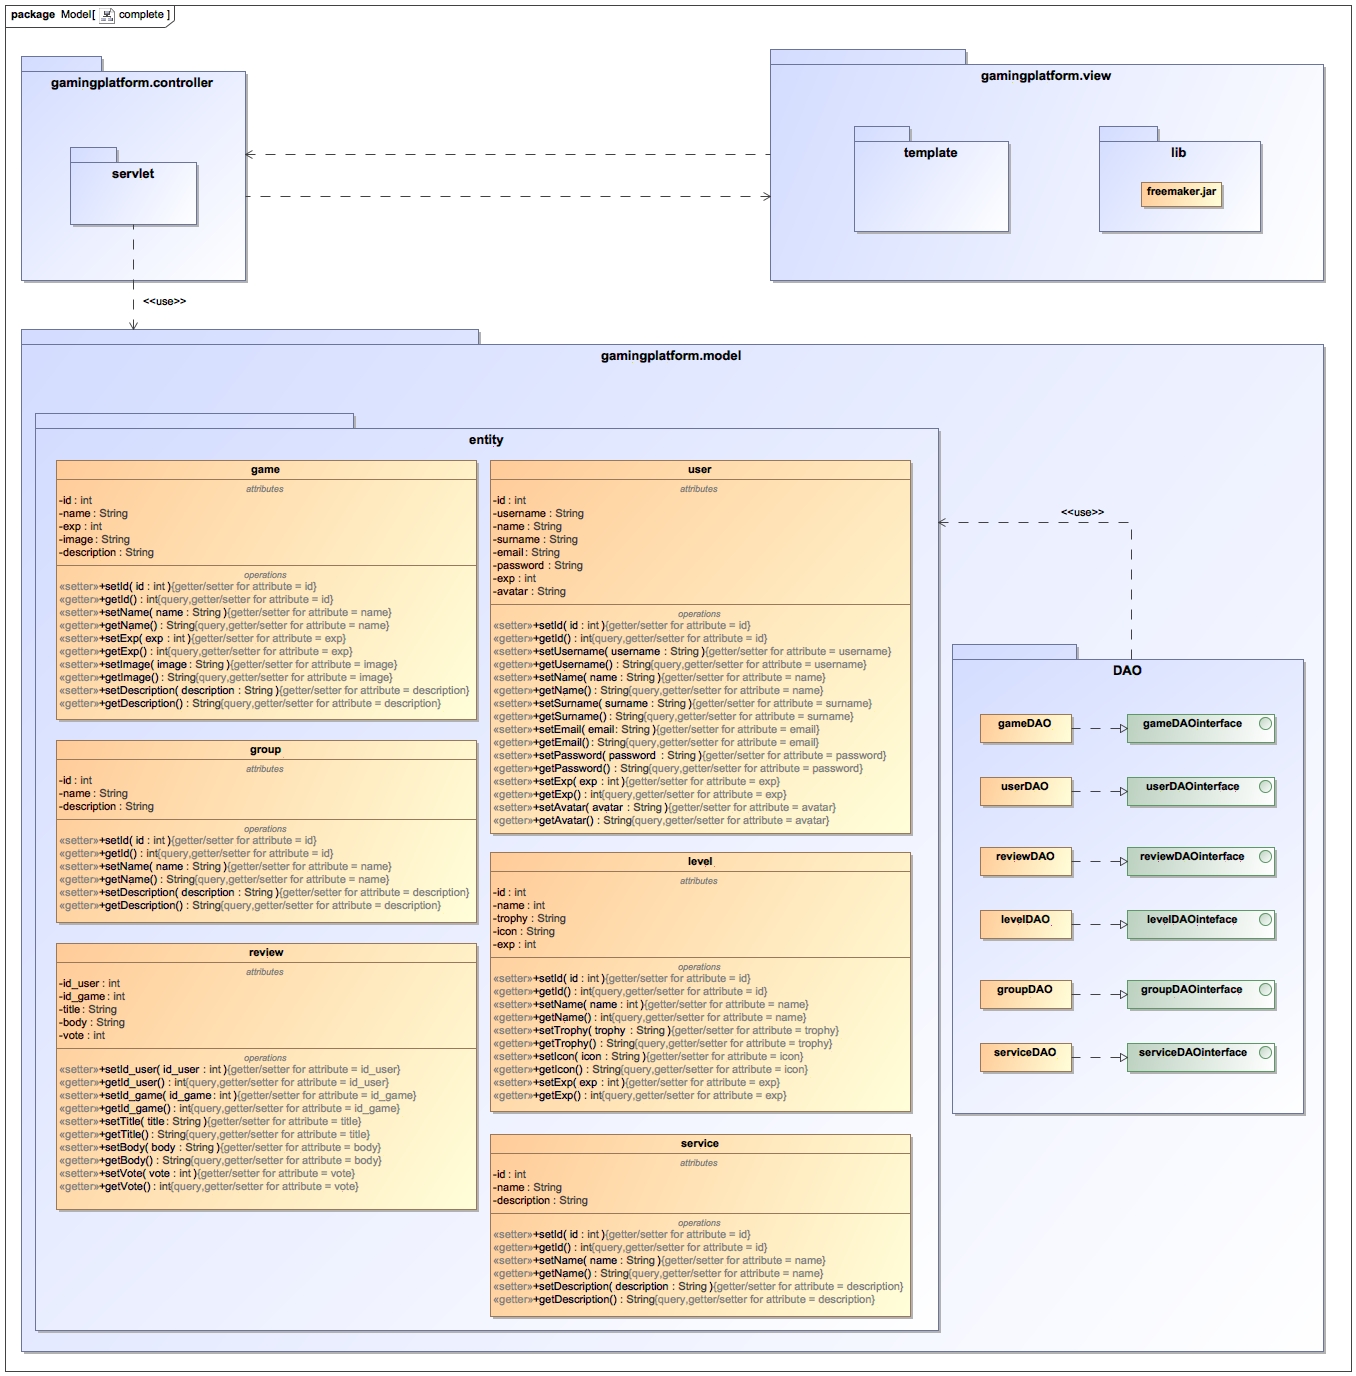 package Model[ complete ]
gamingplatform.controller
servlet
gamingplatform.view
template
lib
freemaker.jar
<<use>>
gamingplatform.model
entity
game
attributes
-id : int
-name : String
-exp : int
-image : String
-description : String
operations
«setter»+setId( id : int ){getter/setter for attribute = id}
«getter»+getId() : int{query,getter/setter for attribute = id}
«setter»+setName( name : String ){getter/setter for attribute = name}
«getter»+getName() : String{query,getter/setter for attribute = name}
«setter»+setExp( exp : int ){getter/setter for attribute = exp}
«getter»+getExp() : int{query,getter/setter for attribute = exp}
«setter»+setImage( image : String ){getter/setter for attribute = image}
«getter»+getImage() : String{query,getter/setter for attribute = image}
«setter»+setDescription( description : String ){getter/setter for attribute = description}
«getter»+getDescription() : String{query,getter/setter for attribute = description}
group
attributes
-id : int
-name : String
-description : String
operations
«setter»+setId( id : int ){getter/setter for attribute = id}
«getter»+getId() : int{query,getter/setter for attribute = id}
«setter»+setName( name : String ){getter/setter for attribute = name}
«getter»+getName() : String{query,getter/setter for attribute = name}
«setter»+setDescription( description : String ){getter/setter for attribute = description}
«getter»+getDescription() : String{query,getter/setter for attribute = description}
review
attributes
-id_user : int
-id_game : int
-title : String
-body : String
-vote : int
operations
«setter»+setId_user( id_user : int ){getter/setter for attribute = id_user}
«getter»+getId_user() : int{query,getter/setter for attribute = id_user}
«setter»+setId_game( id_game : int ){getter/setter for attribute = id_game}
«getter»+getId_game() : int{query,getter/setter for attribute = id_game}
«setter»+setTitle( title : String ){getter/setter for attribute = title}
«getter»+getTitle() : String{query,getter/setter for attribute = title}
«setter»+setBody( body : String ){getter/setter for attribute = body}
«getter»+getBody() : String{query,getter/setter for attribute = body}
«setter»+setVote( vote : int ){getter/setter for attribute = vote}
«getter»+getVote() : int{query,getter/setter for attribute = vote}
user
attributes
-id : int
-username : String
-name : String
-surname : String
-email : String
-password : String
-exp : int
-avatar : String
operations
«setter»+setId( id : int ){getter/setter for attribute = id}
«getter»+getId() : int{query,getter/setter for attribute = id}
«setter»+setUsername( username : String ){getter/setter for attribute = username}
«getter»+getUsername() : String{query,getter/setter for attribute = username}
«setter»+setName( name : String ){getter/setter for attribute = name}
«getter»+getName() : String{query,getter/setter for attribute = name}
«setter»+setSurname( surname : String ){getter/setter for attribute = surname}
«getter»+getSurname() : String{query,getter/setter for attribute = surname}
«setter»+setEmail( email : String ){getter/setter for attribute = email}
«getter»+getEmail() : String{query,getter/setter for attribute = email}
«setter»+setPassword( password : String ){getter/setter for attribute = password}
«getter»+getPassword() : String{query,getter/setter for attribute = password}
«setter»+setExp( exp : int ){getter/setter for attribute = exp}
«getter»+getExp() : int{query,getter/setter for attribute = exp}
«setter»+setAvatar( avatar : String ){getter/setter for attribute = avatar}
«getter»+getAvatar() : String{query,getter/setter for attribute = avatar}
level
attributes
-id : int
-name : int
-trophy : String
-icon : String
-exp : int
operations
«setter»+setId( id : int ){getter/setter for attribute = id}
«getter»+getId() : int{query,getter/setter for attribute = id}
«setter»+setName( name : int ){getter/setter for attribute = name}
«getter»+getName() : int{query,getter/setter for attribute = name}
«setter»+setTrophy( trophy : String ){getter/setter for attribute = trophy}
«getter»+getTrophy() : String{query,getter/setter for attribute = trophy}
«setter»+setIcon( icon : String ){getter/setter for attribute = icon}
«getter»+getIcon() : String{query,getter/setter for attribute = icon}
«setter»+setExp( exp : int ){getter/setter for attribute = exp}
«getter»+getExp() : int{query,getter/setter for attribute = exp}
service
attributes
-id : int
-name : String
-description : String
operations
«setter»+setId( id : int ){getter/setter for attribute = id}
«getter»+getId() : int{query,getter/setter for attribute = id}
«setter»+setName( name : String ){getter/setter for attribute = name}
«getter»+getName() : String{query,getter/setter for attribute = name}
«setter»+setDescription( description : String ){getter/setter for attribute = description}
«getter»+getDescription() : String{query,getter/setter for attribute = description}
<<use>>
DAO
gameDAO gameDAOinterface
userDAO userDAOinterface
reviewDAO reviewDAOinterface
levelDAO levelDAOinteface
groupDAO groupDAOinterface
serviceDAO serviceDAOinterface